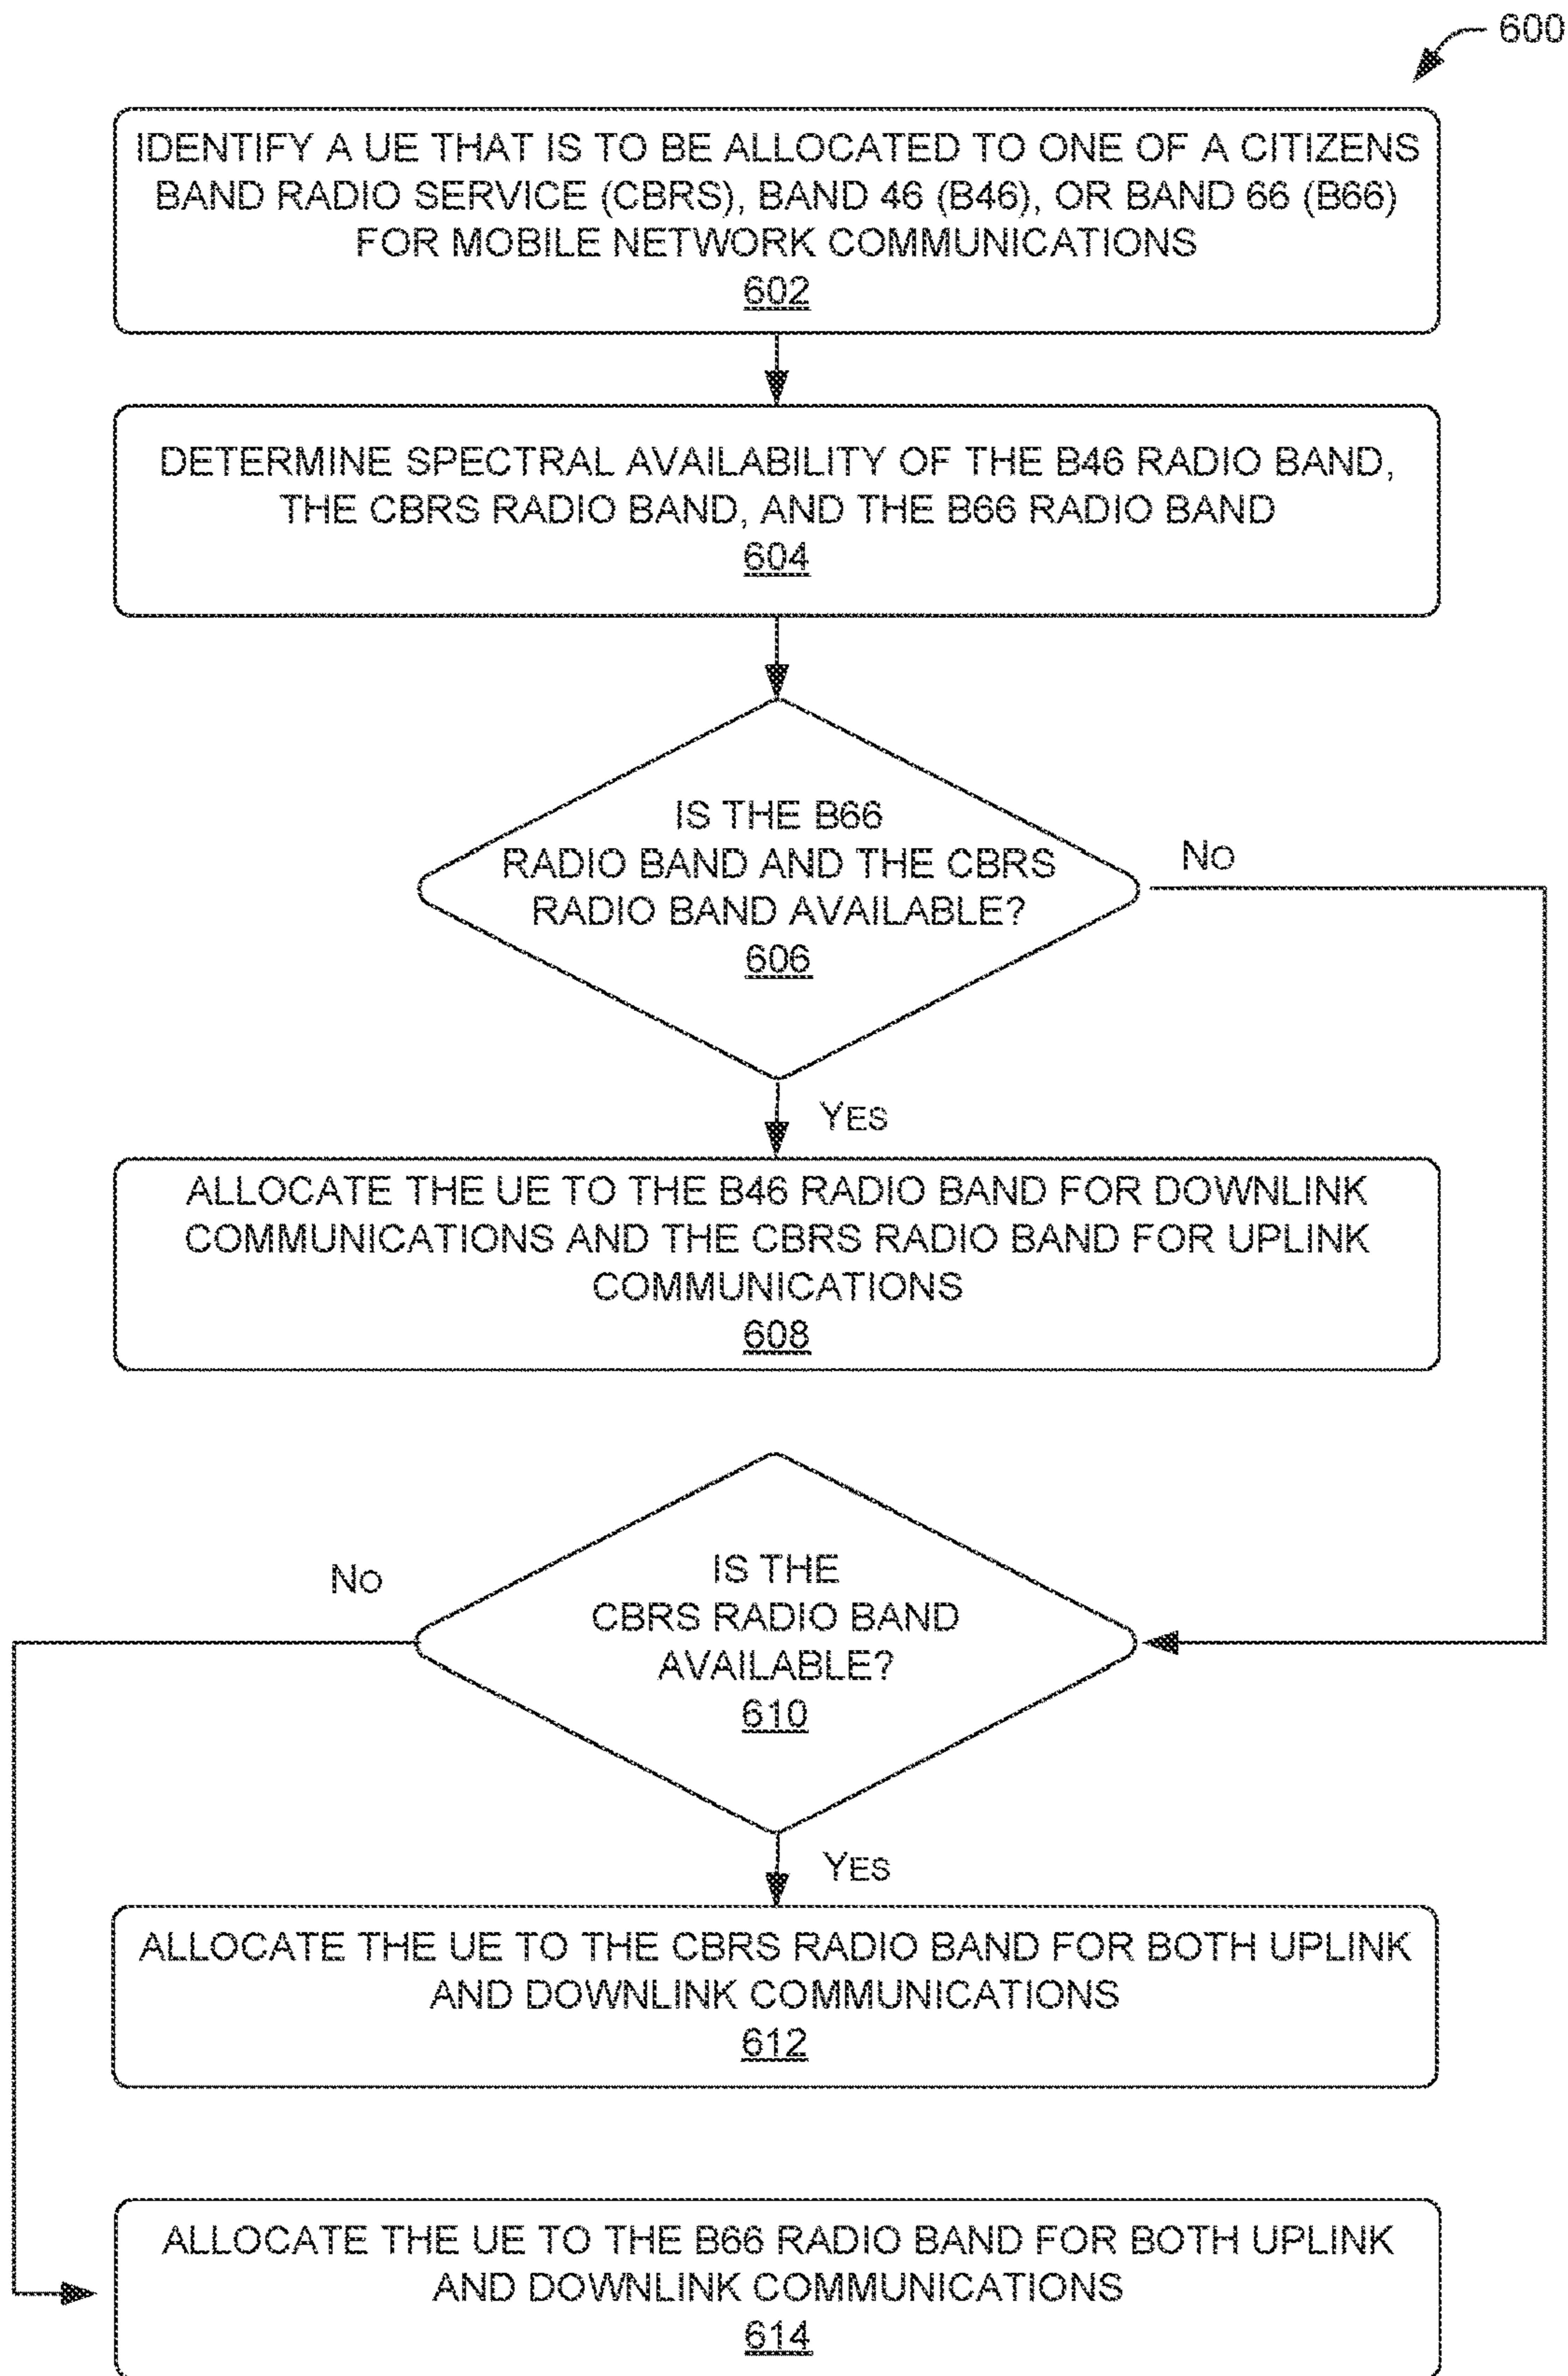 600
IDENTIFY A UE THAT IS TO BE ALLOCATED TO ONE OF A CITIZENS
BAND RADIO SERVICE (CBRS), BAND 46 (B46), OR BAND 66 (B66)
FOR MOBILE NETWORK COMMUNICATIONS
602
DETERMINE SPECTRAL AVAILABILITY OF THE B46 RADIO BAND,
THE CBRS RADIO BAND, AND THE B66 RADIO BAND
604
IS THE B66
RADIO BAND AND THE CBRS
RADIO BAND AVAILABLE?
606
NO
YES
ALLOCATE THE UE TO THE B46 RADIO BAND FOR DOWNLINK
COMMUNICATIONS AND THE CBRS RADIO BAND FOR UPLINK
COMMUNICATIONS
608
NO
IS THE
CBRS RADIO BAND
AVAILABLE?
610
YES
ALLOCATE THE UE TO THE CBRS RADIO BAND FOR BOTH UPLINK
AND DOWNLINK COMMUNICATIONS
612
ALLOCATE THE UE TO THE B66 RADIO BAND FOR BOTH UPLINK
AND DOWNLINK COMMUNICATIONS
614